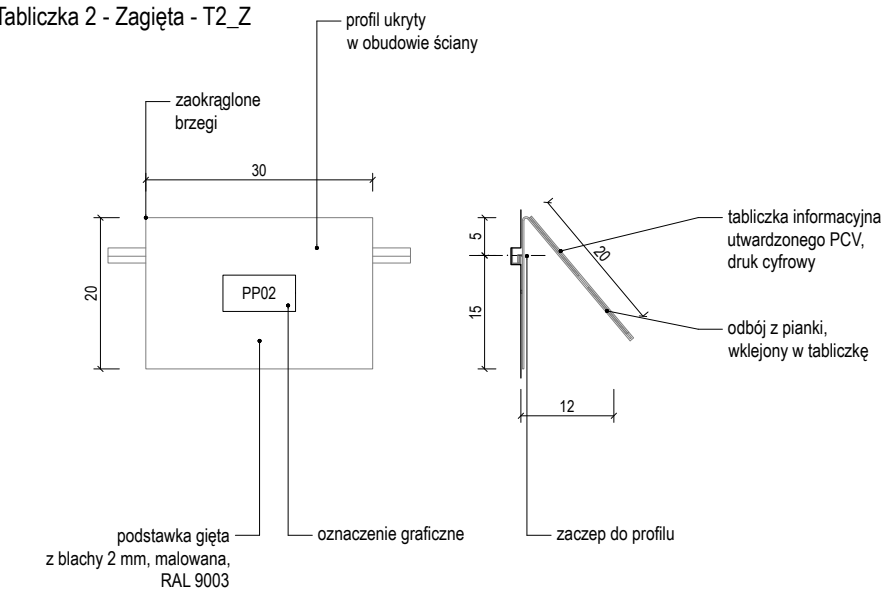 Tabliczka 2 - Zagięta - T2_Z
profil ukryty
w obudowie ściany
zaokrąglone
brzegi
30
20
PP02
5
15
20
12
tabliczka informacyjna
utwardzonego PCV,
druk cyfrowy
odbój z pianki,
wklejony w tabliczkę
podstawka gięta
z blachy 2 mm, malowana,
RAL 9003
oznaczenie graficzne
zaczep do profilu